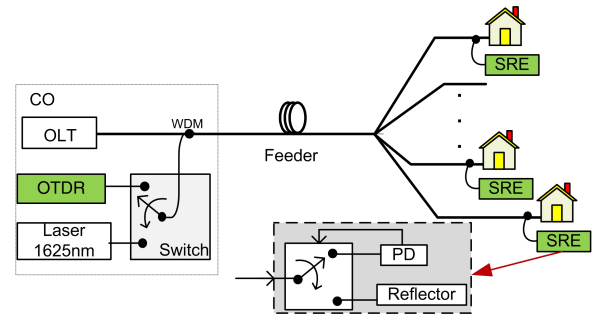 SRE
CO
OLT
WDM
Feeder
OTDR
Laser
1625nm
Switch
SRE
SRE
PD
Reflector